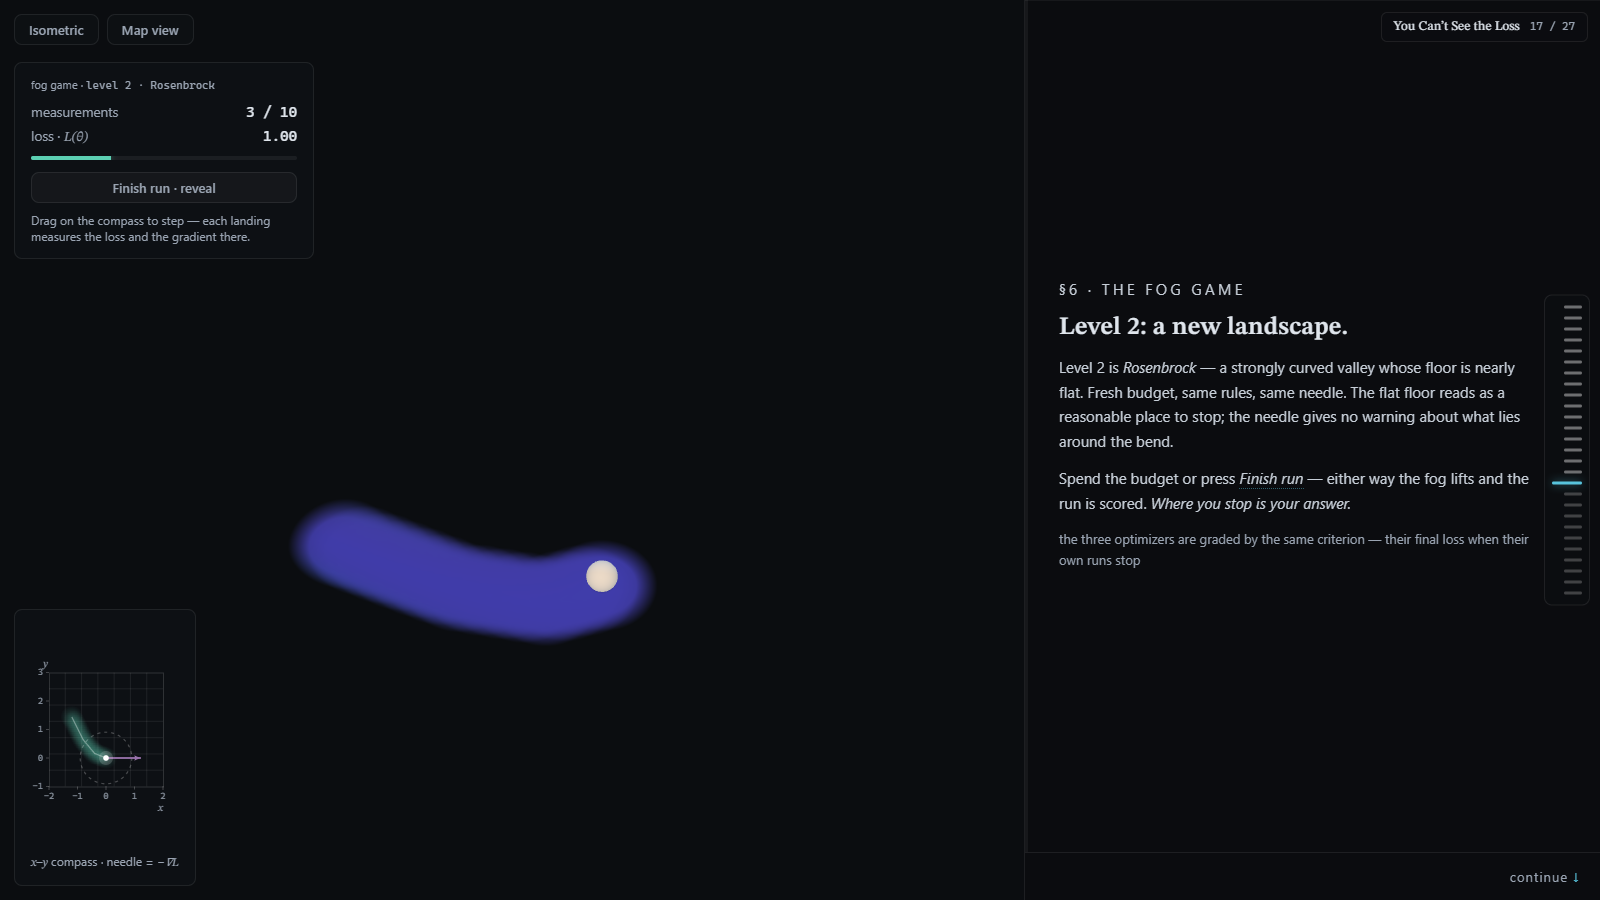 Isometric
Map view
fog game · level 2 · Rosenbrock
measurements 3 / 10
loss · L(θ) 1.00
Finish run · reveal
Drag on the compass to step — each landing
measures the loss and the gradient there.
y
3
2
1
0
−1
−2 −1 0 1 2
x
x–y compass · needle = −∇L
You Can't See the Loss 17 / 27
§6 · THE FOG GAME
Level 2: a new landscape.
Level 2 is Rosenbrock — a strongly curved valley whose floor is nearly
flat. Fresh budget, same rules, same needle. The flat floor reads as a
reasonable place to stop; the needle gives no warning about what lies
around the bend.
Spend the budget or press Finish run — either way the fog lifts and the
run is scored. Where you stop is your answer.
the three optimizers are graded by the same criterion — their final loss when their
own runs stop
continue ↓